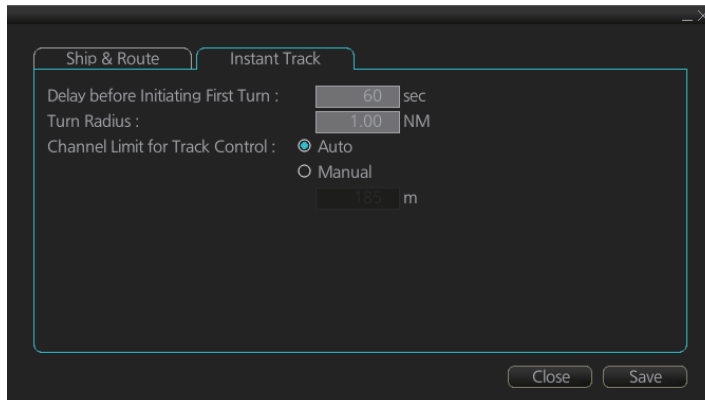 Ship & Route Instant Track
Delay before Initiating First Turn : 60 sec
Turn Radius : 1.00 NM
Channel Limit for Track Control : Auto
Manual
185 m
Close Save